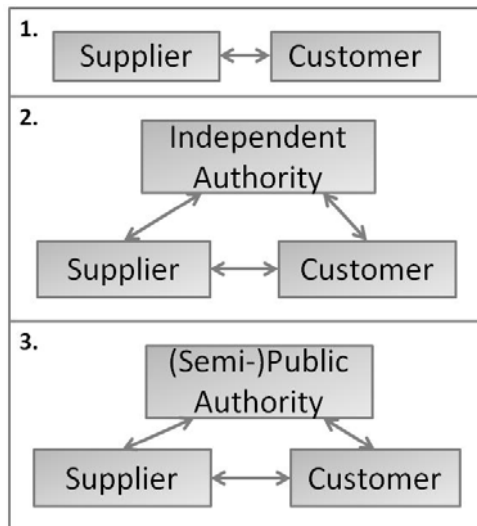 1.
Supplier Customer
2.
Independent
Authority
Supplier Customer
3.
(Semi-)Public
Authority
Supplier Customer